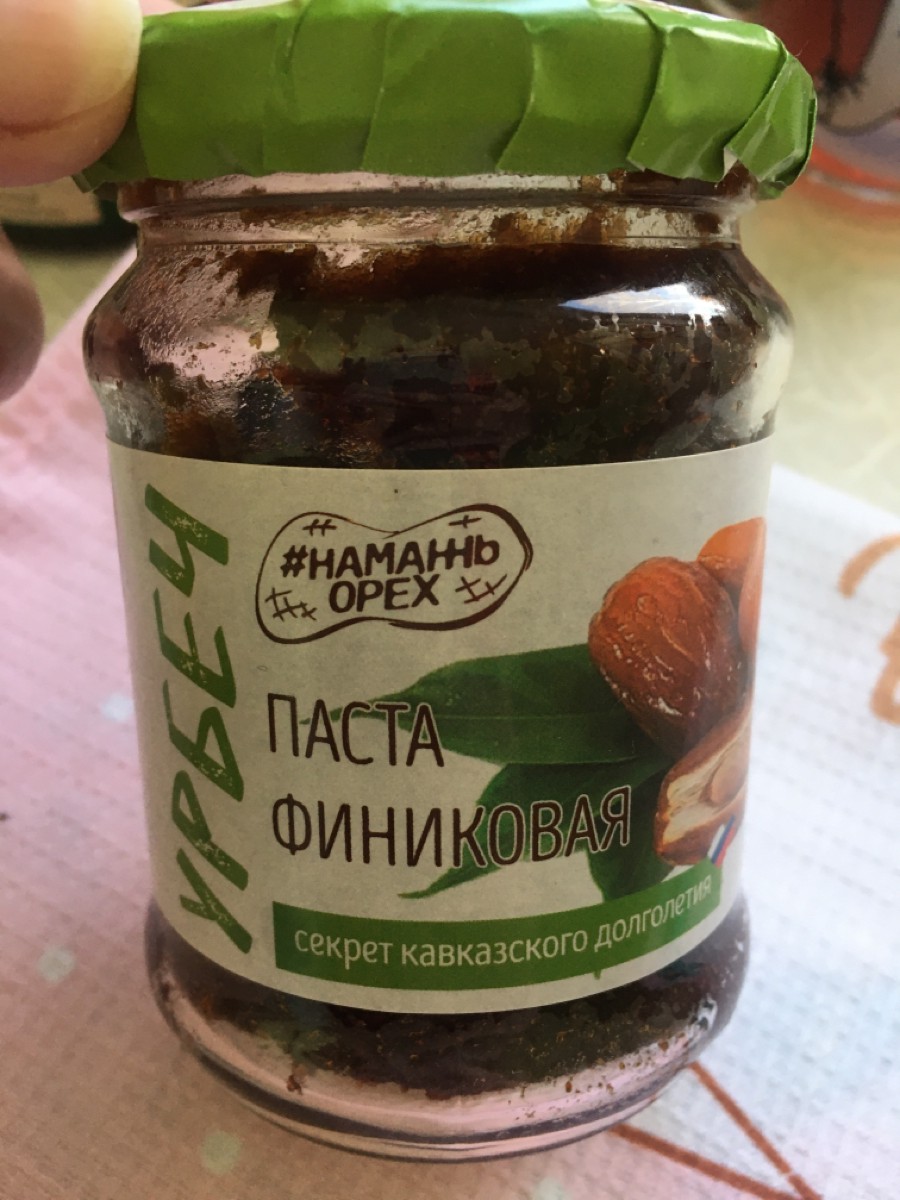 УРБЕЧ
#НАМАЖЬ
ОРЕХ
ПАСТА
ФИНИКОВАЯ
секрет кавказского долголетия